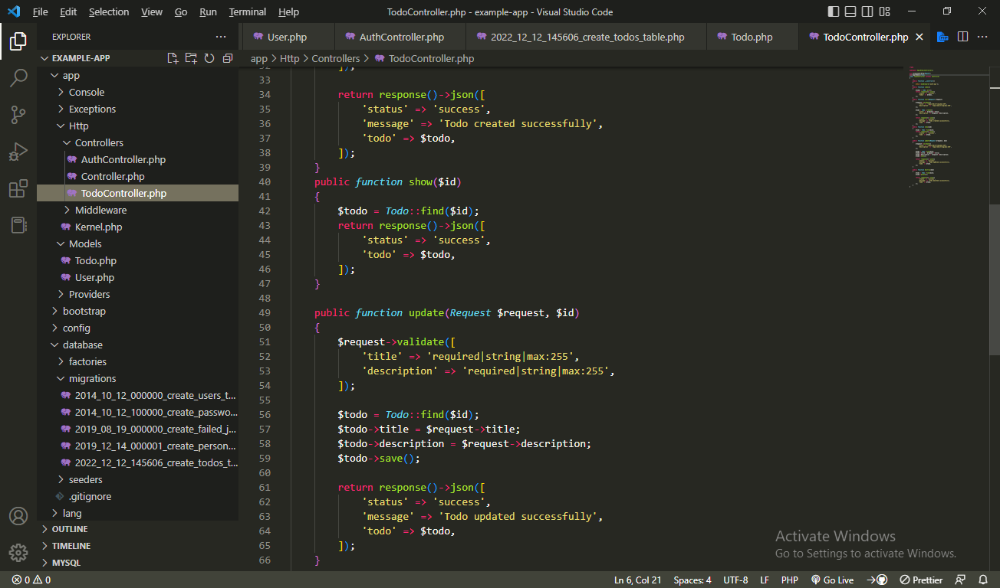 File Edit Selection View Go Run Terminal Help TodoController.php - example-app - Visual Studio Code
EXPLORER
EXAMPLE-APP
app
Console
Exceptions
Http
Controllers
AuthController.php
Controller.php
TodoController.php
Middleware
Kernel.php
Models
Todo.php
User.php
Providers
bootstrap
config
database
factories
migrations
2014_10_12_000000_create_users_t...
2014_10_12_100000_create_passwo...
2019_08_19_000000_create_failed_j...
2019_12_14_000001_create_person...
2022_12_12_145606_create_todos_t...
seeders
.gitignore
lang
OUTLINE
TIMELINE
MYSQL
User.php AuthController.php 2022_12_12_145606_create_todos_table.php Todo.php TodoController.php
app > Http > Controllers > TodoController.php
32 ]);
33
34 return response()->json([
35 'status' => 'success',
36 'message' => 'Todo created successfully',
37 'todo' => $todo,
38 ]);
39 }
40 public function show($id)
41 {
42 $todo = Todo::find($id);
43 return response()->json([
44 'status' => 'success',
45 'todo' => $todo,
46 ]);
47 }
48
49 public function update(Request $request, $id)
50 {
51 $request->validate([
52 'title' => 'required|string|max:255',
53 'description' => 'required|string|max:255',
54 ]);
55
56 $todo = Todo::find($id);
57 $todo->title = $request->title;
58 $todo->description = $request->description;
59 $todo->save();
60
61 return response()->json([
62 'status' => 'success',
63 'message' => 'Todo updated successfully',
64 'todo' => $todo,
65 ]);
66 }
Activate Windows
Go to Settings to activate Windows.
0 0 Ln 6, Col 21 Spaces: 4 UTF-8 LF PHP Go Live Prettier